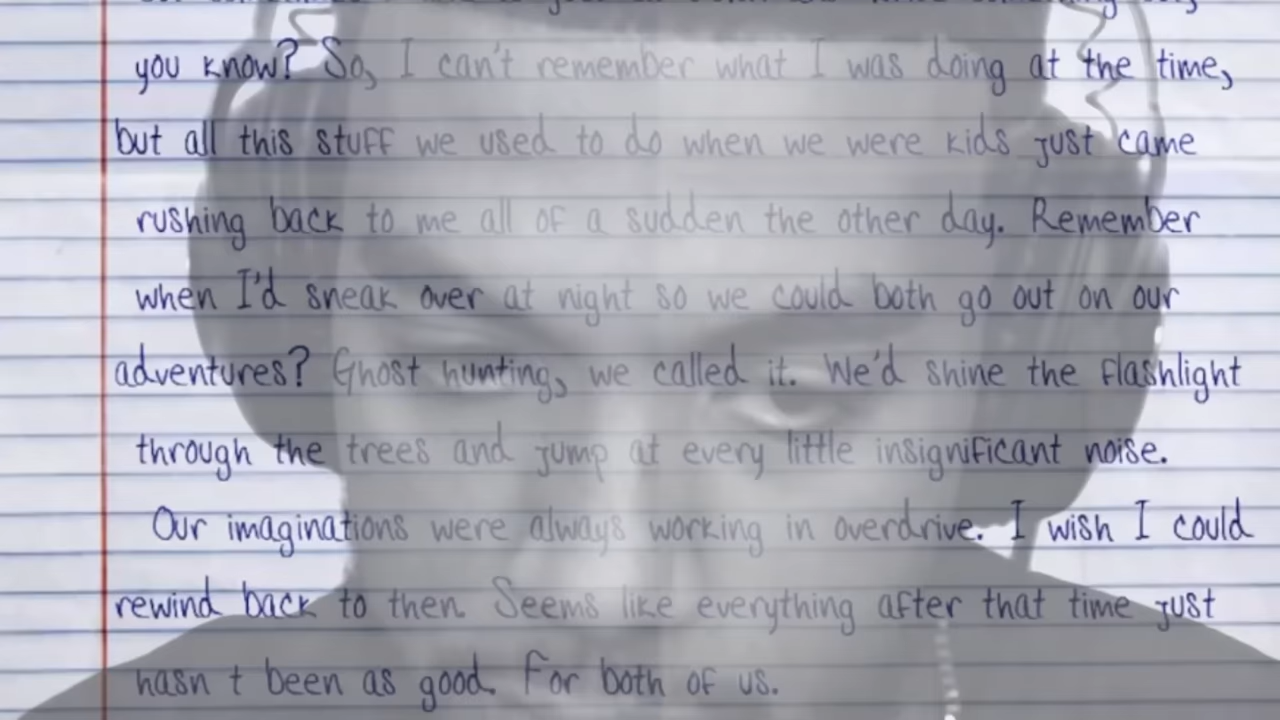 you know? So, I can't remember what I was doing at the time,
but all this stuff we used to do when we were kids just came
rushing back to me all of a sudden the other day. Remember
when I'd sneak over at night so we could both go out on our
adventures? Ghost hunting, we called it. We'd shine the flashlight
through the trees and jump at every little insignificant noise.
Our imaginations were always working in overdrive. I wish I could
rewind back to then. Seems like everything after that time just
hasn t been as good. For both of us.